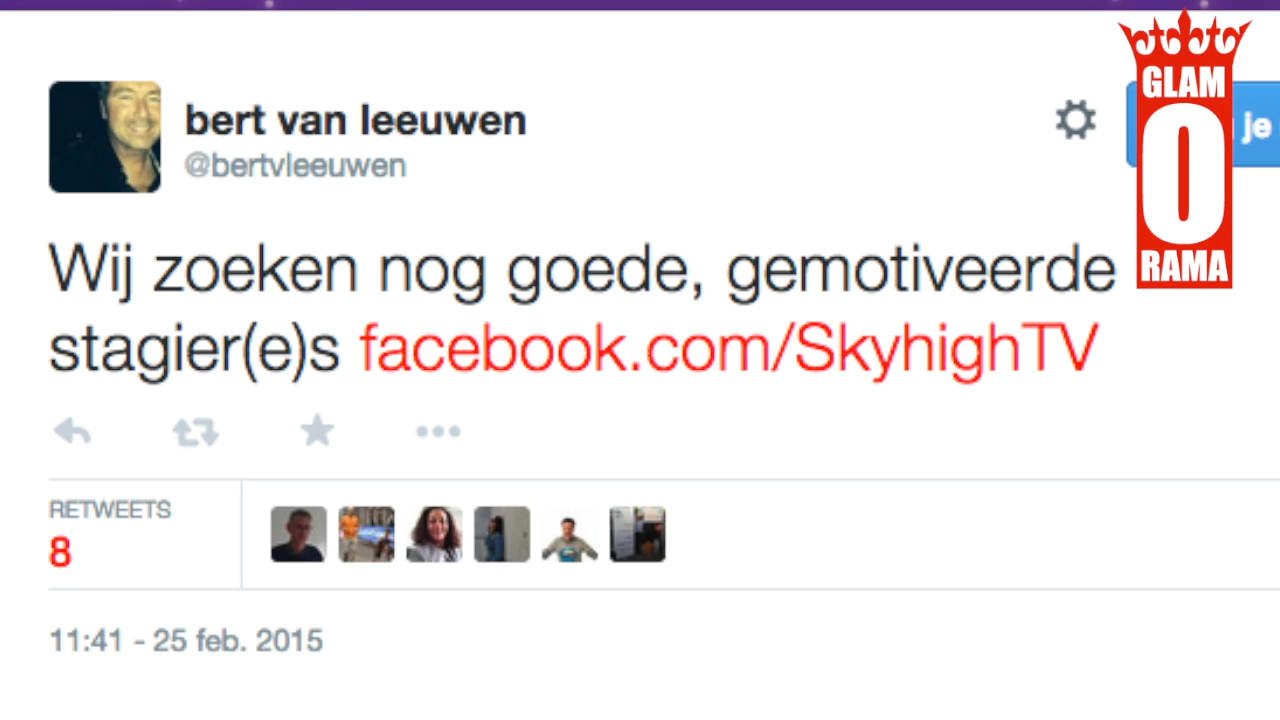 bert van leeuwen
@bertvleeuwen
je
GLAM
O
RAMA
Wij zoeken nog goede, gemotiveerde
stagier(e)s facebook.com/SkyhighTV
RETWEETS
8
11:41 - 25 feb. 2015